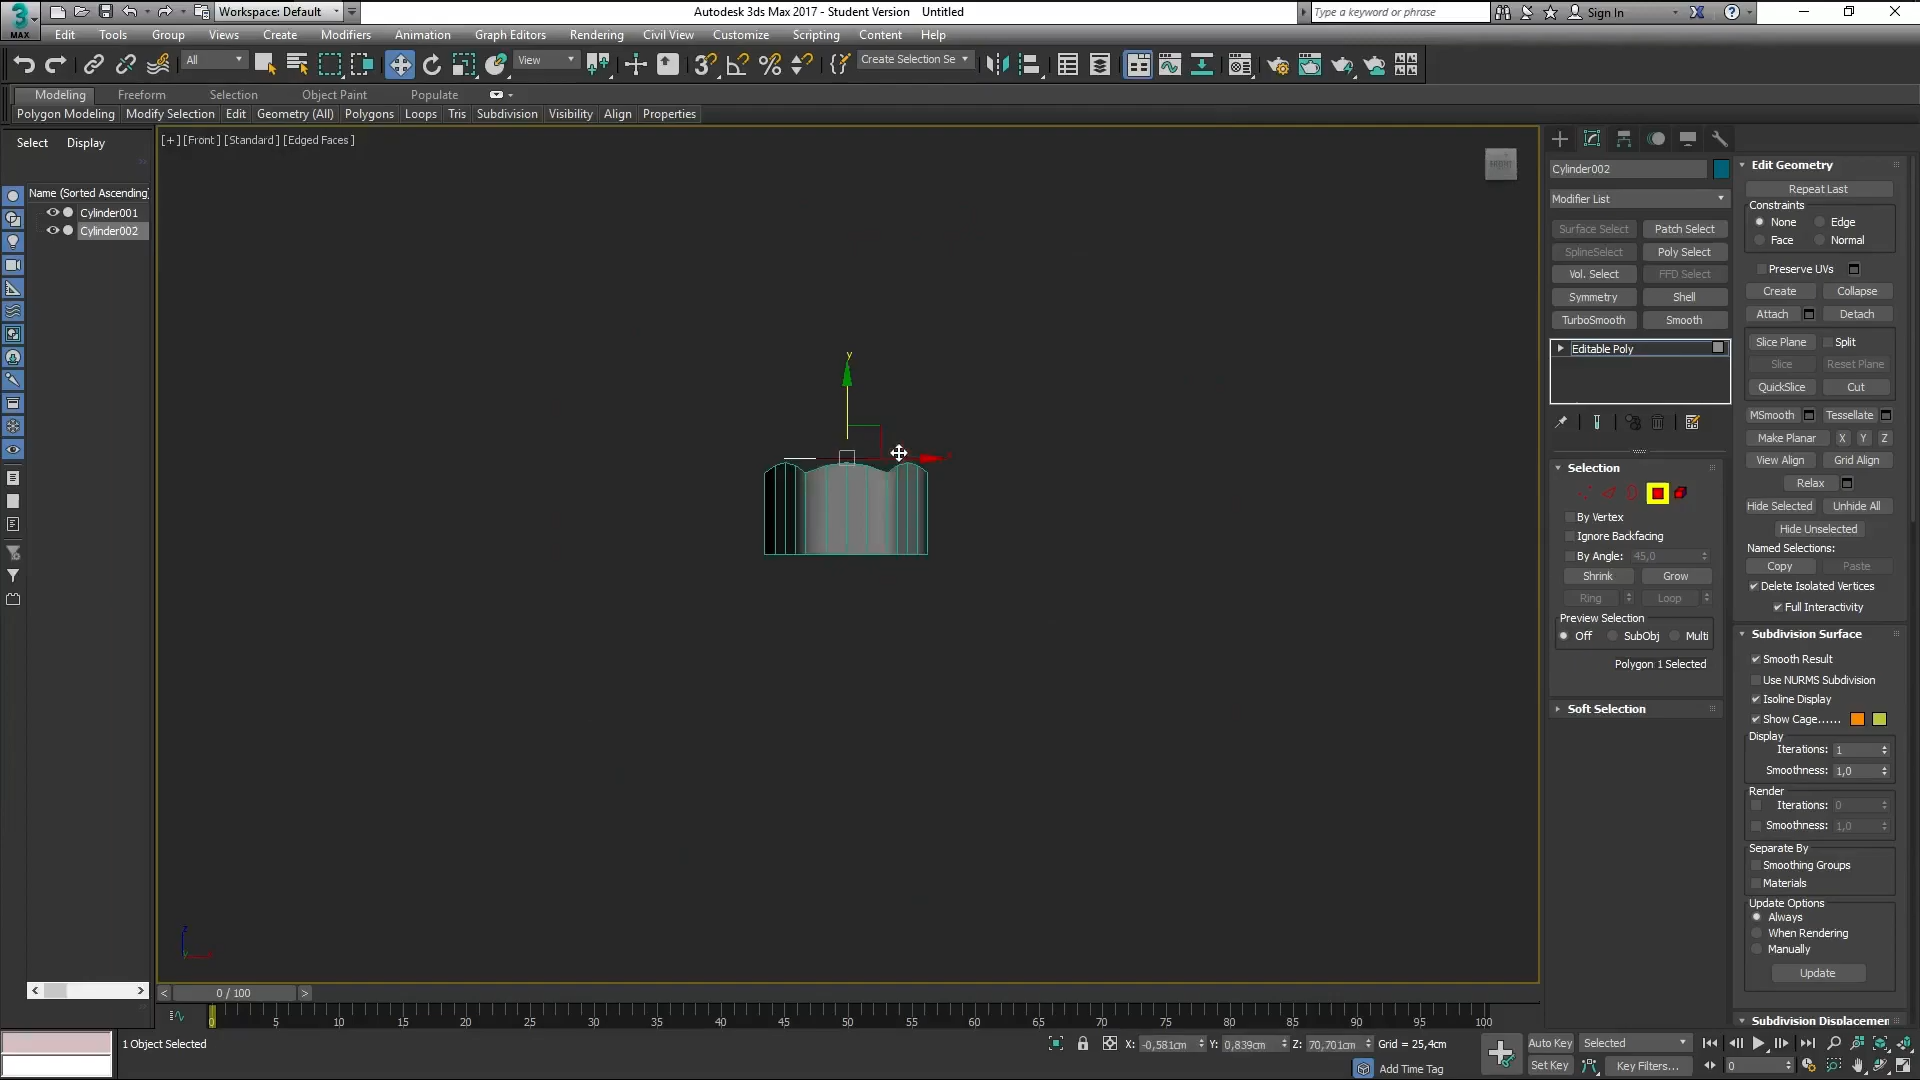 MAX
Workspace: Default
Autodesk 3ds Max 2017 - Student Version    Untitled
Type a keyword or phrase
Sign In
Edit Tools Group Views Create Modifiers Animation Graph Editors Rendering Civil View Customize Scripting Content Help
All
View
Create Selection Se
Modeling Freeform Selection Object Paint Populate
Polygon Modeling Modify Selection Edit Geometry (All) Polygons Loops Tris Subdivision Visibility Align Properties
Select Display
Name (Sorted Ascending)
Cylinder001
Cylinder002
[+] [Front] [Standard] [Edged Faces]
y
Cylinder002
Modifier List
Surface Select Patch Select
SplineSelect Poly Select
Vol. Select FFD Select
Symmetry Shell
TurboSmooth Smooth
Editable Poly
Selection
By Vertex
Ignore Backfacing
By Angle: 45,0
Shrink Grow
Ring Loop
Preview Selection
Off SubObj Multi
Polygon 1 Selected
Soft Selection
Edit Geometry
Repeat Last
Constraints
None Edge
Face Normal
Preserve UVs
Create Collapse
Attach Detach
Slice Plane Split
Slice Reset Plane
QuickSlice Cut
MSmooth Tessellate
Make Planar X Y Z
View Align Grid Align
Relax
Hide Selected Unhide All
Hide Unselected
Named Selections:
Copy Paste
Delete Isolated Vertices
Full Interactivity
Subdivision Surface
Smooth Result
Use NURMS Subdivision
Isoline Display
Show Cage......
Display
Iterations: 1
Smoothness: 1,0
Render
Iterations: 0
Smoothness: 1,0
Separate By
Smoothing Groups
Materials
Update Options
Always
When Rendering
Manually
Update
Subdivision Displacemen
< 0 / 100 >
0 5 10 15 20 25 30 35 40 45 50 55 60 65 70 75 80 85 90 95 100
1 Object Selected
X: -0,581cm Y: 0,839cm Z: 70,701cm Grid = 25,4cm
Add Time Tag
Auto Key Selected
Set Key Key Filters...
0